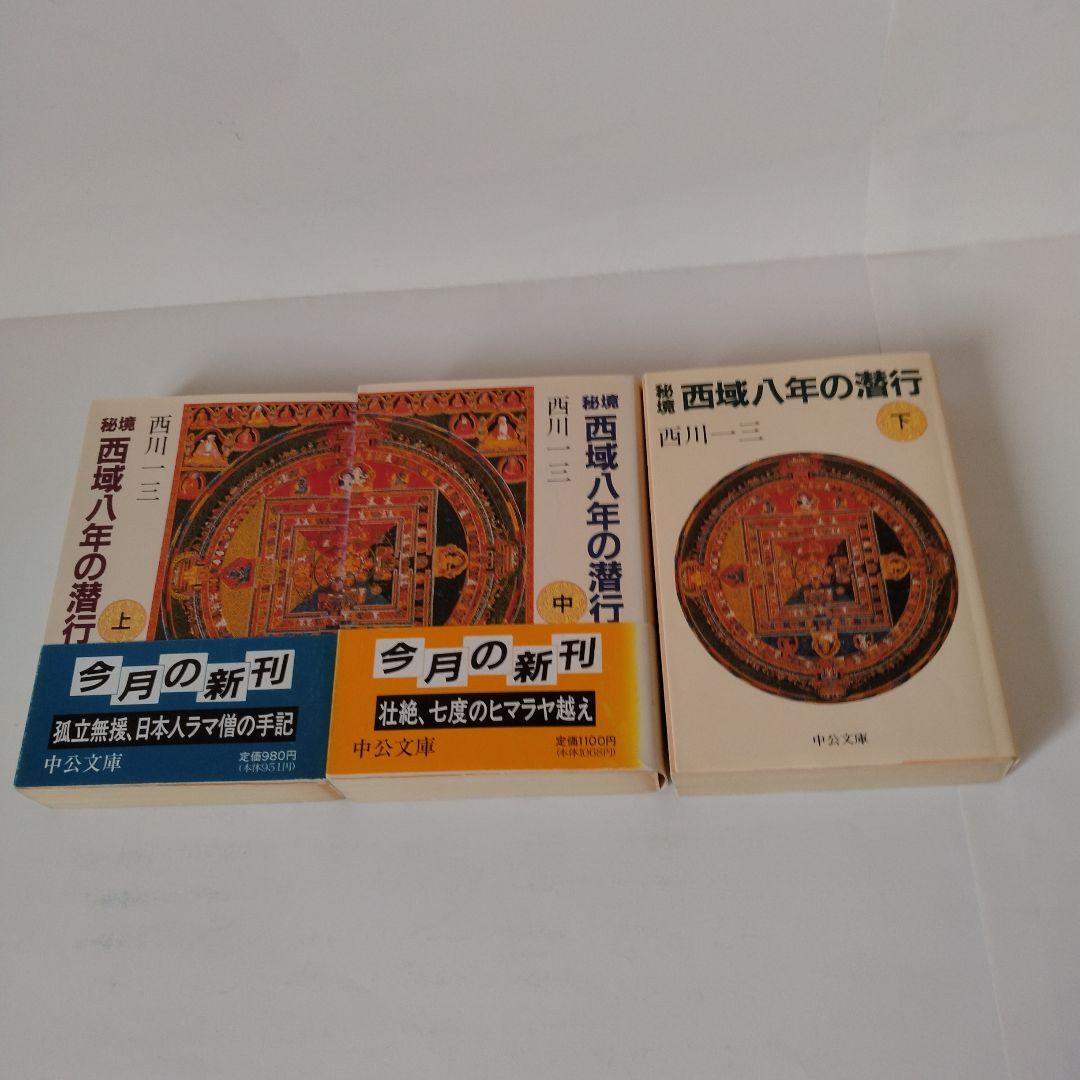 秘境 西域八年の潜行
上
西川一三
今月の新刊
孤立無援、日本人ラマ僧の手記
中公文庫
定価980円
(本体951円)
秘境 西域八年の潜行
中
西川一三
今月の新刊
壮絶、七度のヒマラヤ越え
中公文庫
定価1100円
(本体1068円)
秘境 西域八年の潜行
下
西川一三
中公文庫